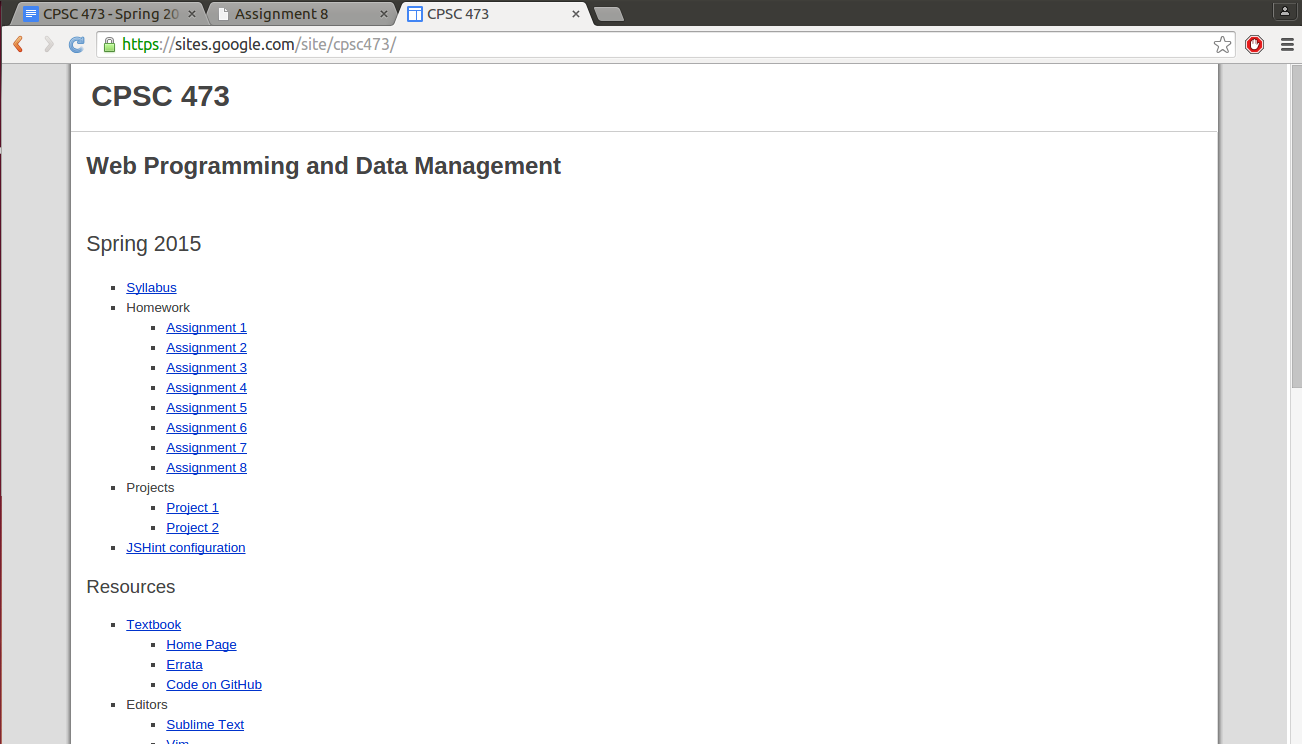 CPSC 473 - Spring 20
Assignment 8
CPSC 473
https://sites.google.com/site/cpsc473/
CPSC 473
Web Programming and Data Management
Spring 2015
Syllabus
Homework
Assignment 1
Assignment 2
Assignment 3
Assignment 4
Assignment 5
Assignment 6
Assignment 7
Assignment 8
Projects
Project 1
Project 2
JSHint configuration
Resources
Textbook
Home Page
Errata
Code on GitHub
Editors
Sublime Text
Vim